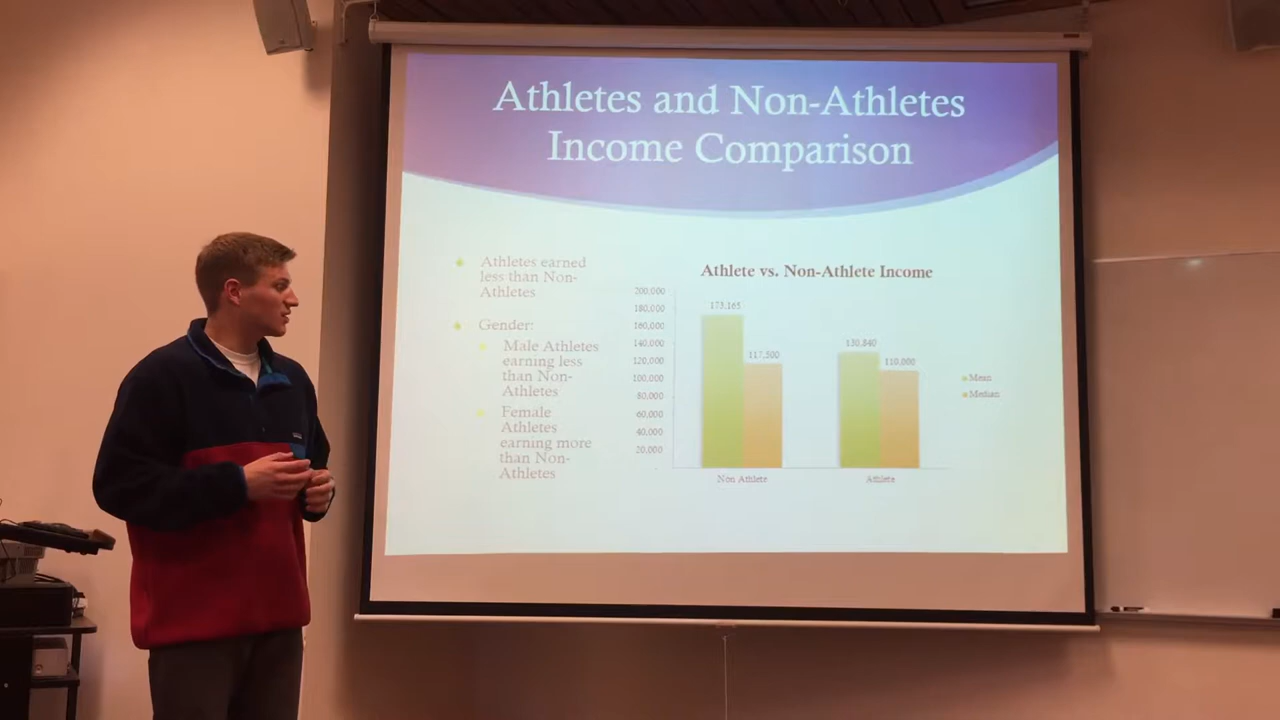 Athletes and Non-Athletes
Income Comparison
Athletes earned
less than Non-
Athletes
Gender:
Male Athletes
earning less
than Non-
Athletes
Female
Athletes
earning more
than Non-
Athletes
Athlete vs. Non-Athlete Income
200,000
180,000
160,000
140,000
120,000
100,000
80,000
60,000
40,000
20,000
-
173,165
117,500
130,840
110,000
Non Athlete
Athlete
Mean
Median